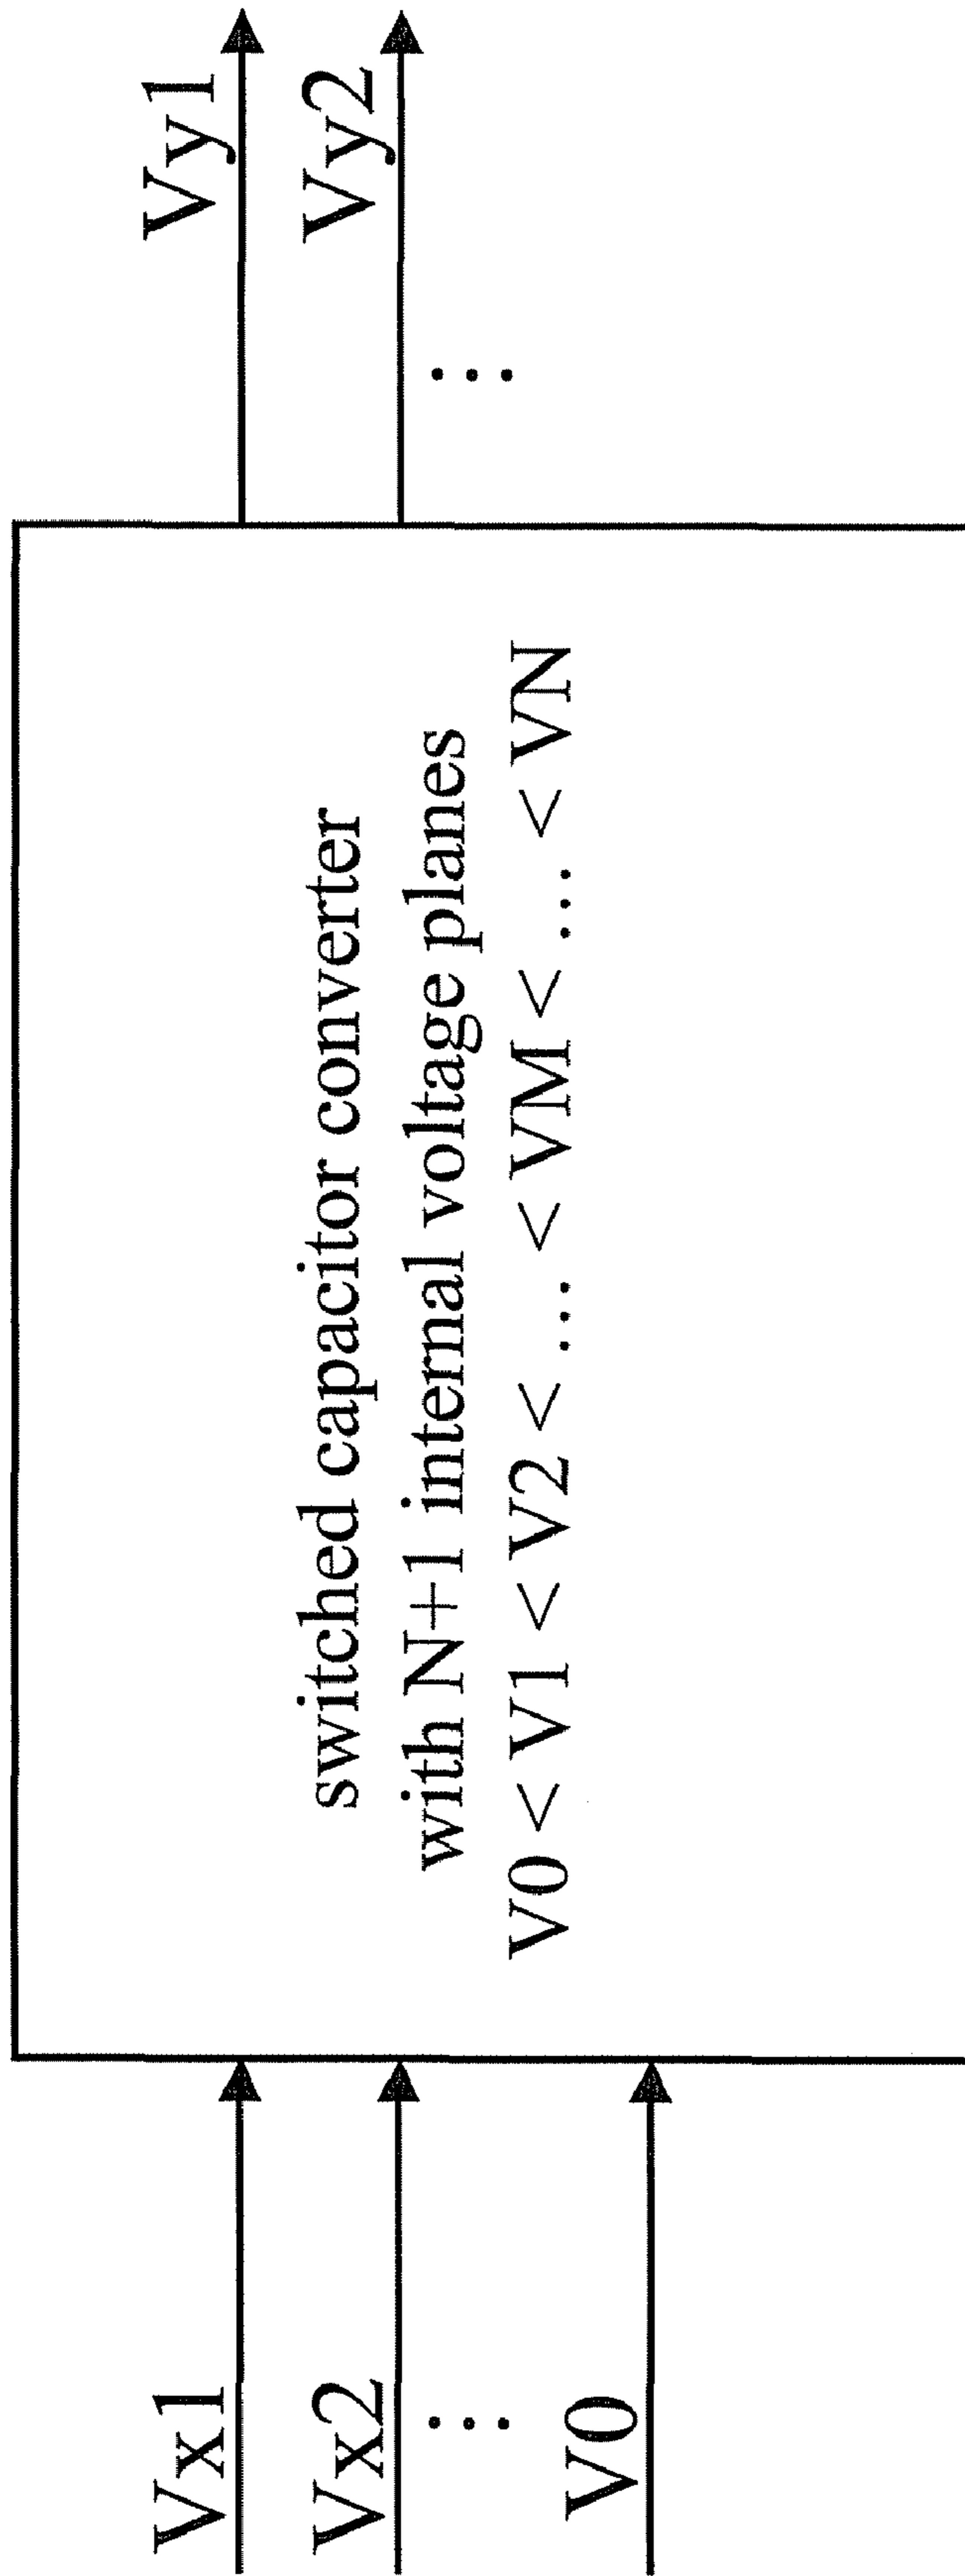 Vx1
Vx2
⋮
V0
switched capacitor converter
with N+1 internal voltage planes
V0 < V1 < V2 < ... < VM < ... < VN
Vy1
Vy2
⋮